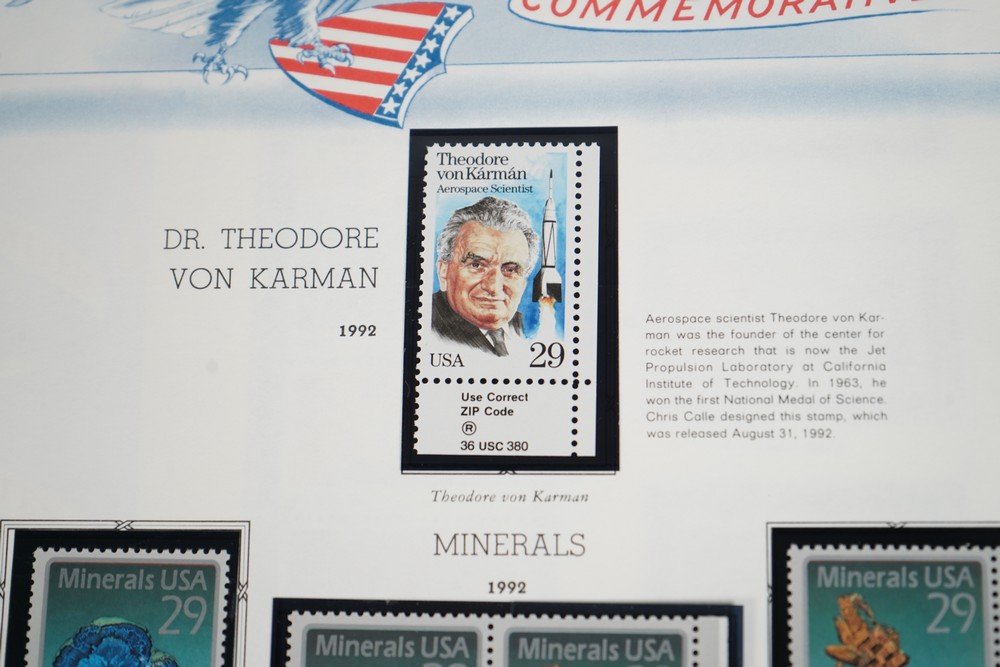 COMMEMORATIVE
Theodore
von Kármán
Aerospace Scientist
USA 29
Use Correct
ZIP Code
®
36 USC 380
DR. THEODORE
VON KARMAN
1992
Aerospace scientist Theodore von Kar-
man was the founder of the center for
rocket research that is now the Jet
Propulsion Laboratory at California
Institute of Technology. In 1963, he
won the first National Medal of Science.
Chris Calle designed this stamp, which
was released August 31, 1992.
Theodore von Karman
MINERALS
1992
Minerals USA
29
Minerals USA
29
Minerals USA
29
Minerals USA
29